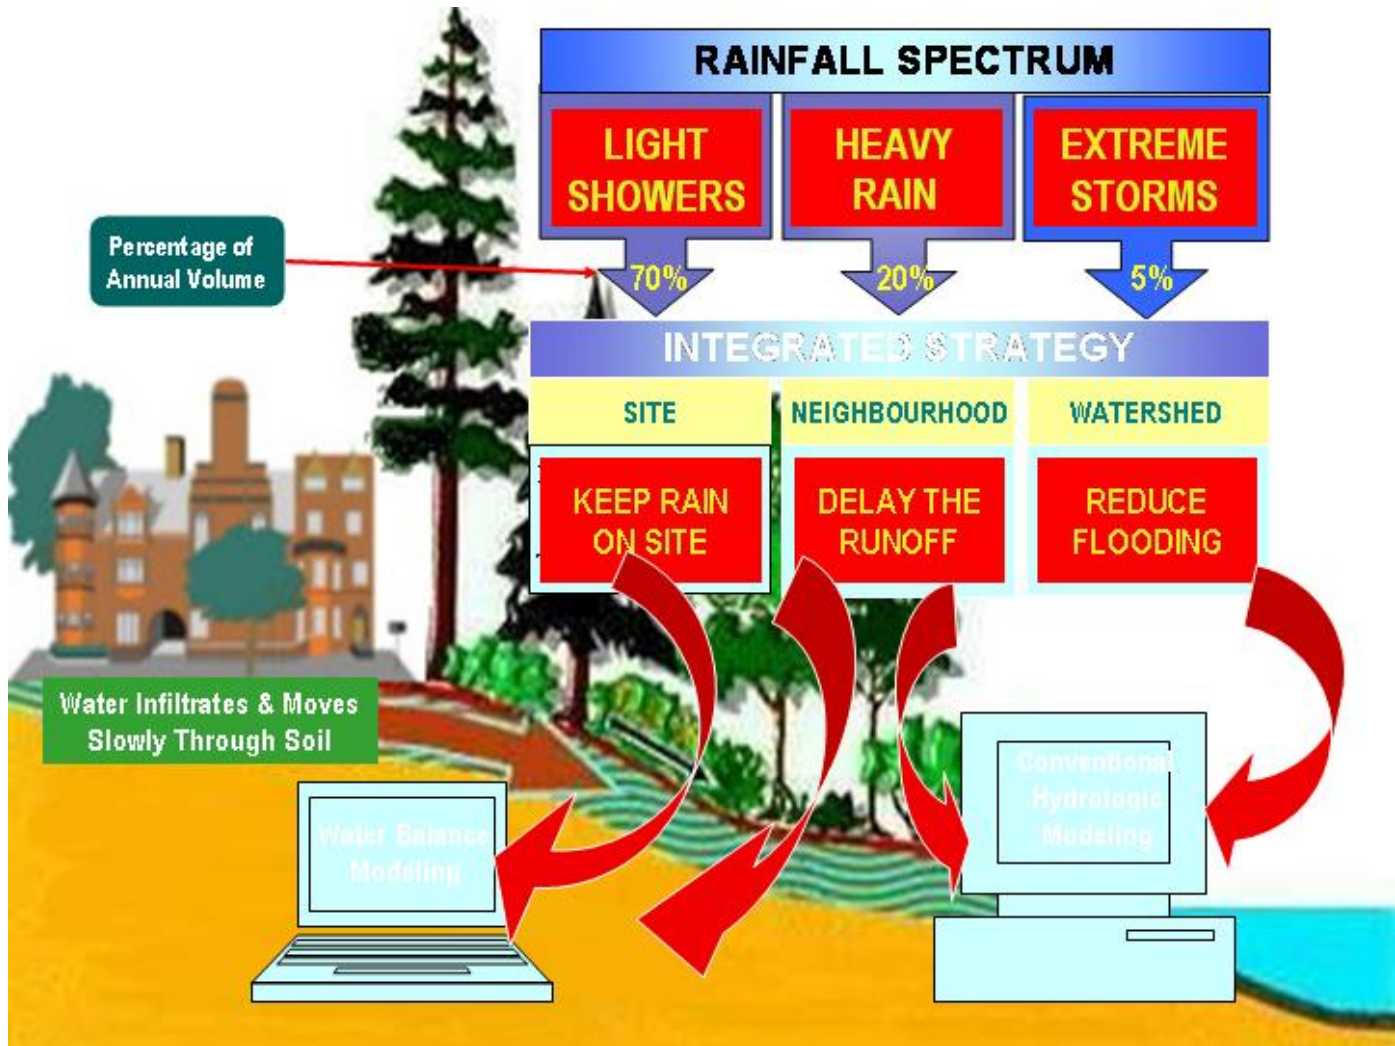 RAINFALL SPECTRUM
LIGHT
SHOWERS
HEAVY
RAIN
EXTREME
STORMS
Percentage of
Annual Volume
70%
20%
5%
INTEGRATED STRATEGY
SITE
NEIGHBOURHOOD
WATERSHED
KEEP RAIN
ON SITE
DELAY THE
RUNOFF
REDUCE
FLOODING
Water Infiltrates & Moves
Slowly Through Soil
Water Balance
Modeling
Conventional
Hydrologic
Modeling